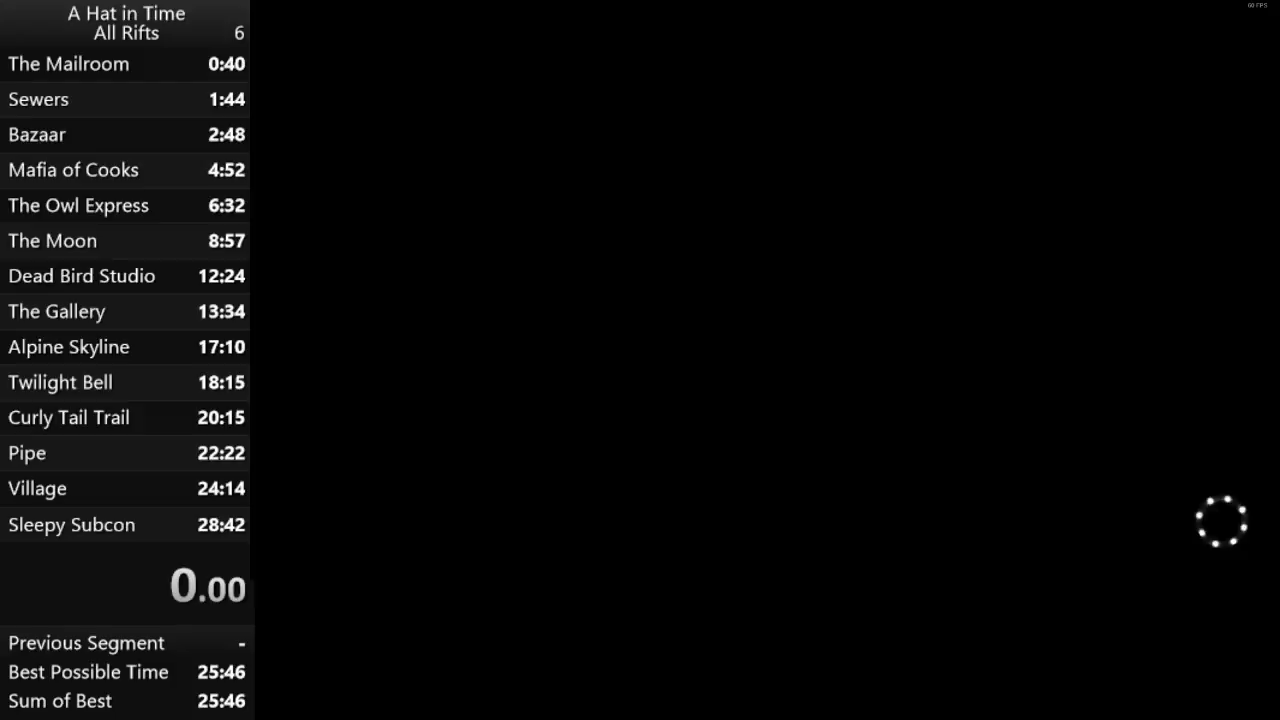 A Hat in Time
All Rifts 6
The Mailroom 0:40
Sewers 1:44
Bazaar 2:48
Mafia of Cooks 4:52
The Owl Express 6:32
The Moon 8:57
Dead Bird Studio 12:24
The Gallery 13:34
Alpine Skyline 17:10
Twilight Bell 18:15
Curly Tail Trail 20:15
Pipe 22:22
Village 24:14
Sleepy Subcon 28:42
0.00
Previous Segment -
Best Possible Time 25:46
Sum of Best 25:46
60 FPS